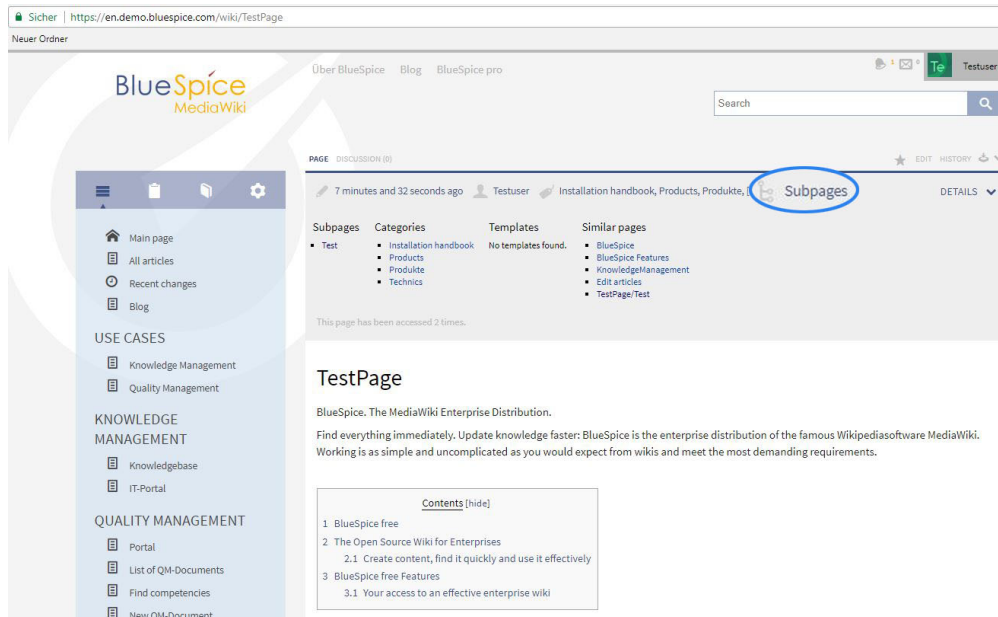 Sicher | https://en.demo.bluespice.com/wiki/TestPage
Neuer Ordner
BlueSpice
MediaWiki
Über BlueSpice Blog BlueSpice pro
1 0 Te Testuser
Search
PAGE DISCUSSION (0)
EDIT HISTORY
7 minutes and 32 seconds ago Testuser Installation handbook, Products, Produkte, [ Subpages DETAILS
Subpages Categories Templates Similar pages
Test Installation handbook No templates found. BlueSpice
Products BlueSpice Features
Produkte KnowledgeManagement
Technics Edit articles
TestPage/Test
This page has been accessed 2 times.
Main page
All articles
Recent changes
Blog
USE CASES
Knowledge Management
Quality Management
KNOWLEDGE
MANAGEMENT
Knowledgebase
IT-Portal
QUALITY MANAGEMENT
Portal
List of QM-Documents
Find competencies
New QM-Document
TestPage
BlueSpice. The MediaWiki Enterprise Distribution.
Find everything immediately. Update knowledge faster: BlueSpice is the enterprise distribution of the famous Wikipediasoftware MediaWiki.
Working is as simple and uncomplicated as you would expect from wikis and meet the most demanding requirements.
Contents [hide]
1 BlueSpice free
2 The Open Source Wiki for Enterprises
2.1 Create content, find it quickly and use it effectively
3 BlueSpice free Features
3.1 Your access to an effective enterprise wiki